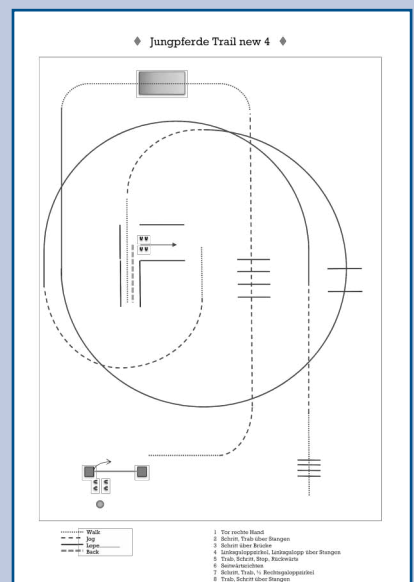 Jungpferde Trail new 4
Walk
Jog
Lope
Back
1 Tor rechte Hand
2 Schritt, Trab über Stangen
3 Schritt über Brücke
4 Linksgaloppzirkel, Linksgalopp über Stangen
5 Trab, Schritt, Stop, Rückwärts
6 Seitwärtsrichten
7 Schritt, Trab, ½ Rechtsgaloppzirkel
8 Trab, Schritt über Stangen